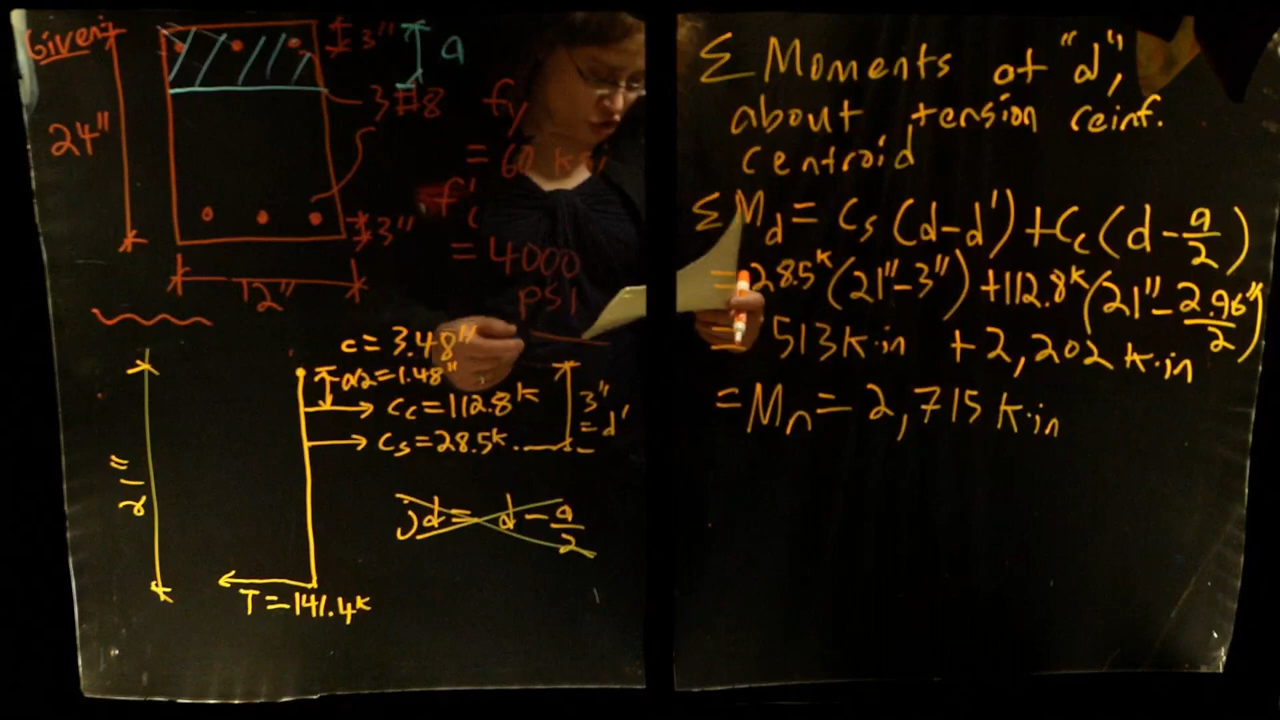 Given:
3"
a
24"
3#8
fy
= 60 ksi
f'c
= 4000
psi
3"
12"
c = 3.48"
a/2 = 1.48"
Cc = 112.8k
3"
= d'
Cs = 28.5k
21"
jd = d - a/2
T = 141.4k
Σ Moments at "d",
about tension reinf.
centroid
ΣMd = Cs (d-d') + Cc (d - a/2)
= 28.5k (21"-3") + 112.8k (21" - 2.96"/2)
= 513 K·in + 2,202 K·in
= Mn = 2,715 K·in